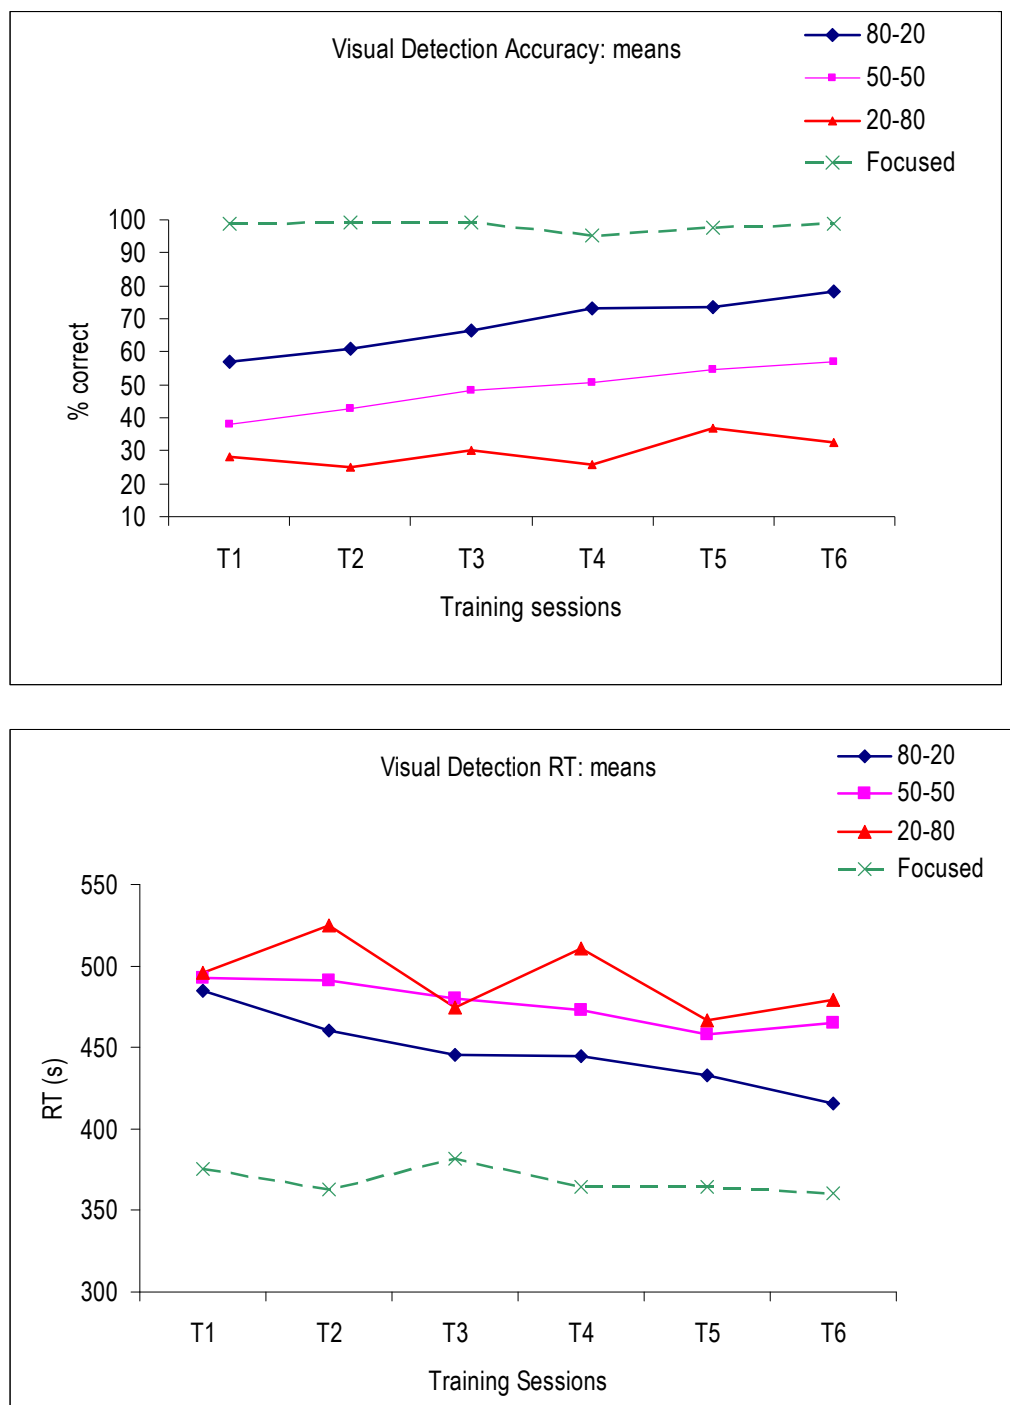 Visual Detection Accuracy: means
80-20
50-50
20-80
Focused
100
90
80
70
60
50
40
30
20
10
% correct
T1 T2 T3 T4 T5 T6
Training sessions
Visual Detection RT: means
80-20
50-50
20-80
Focused
550
500
450
400
350
300
RT (s)
T1 T2 T3 T4 T5 T6
Training Sessions